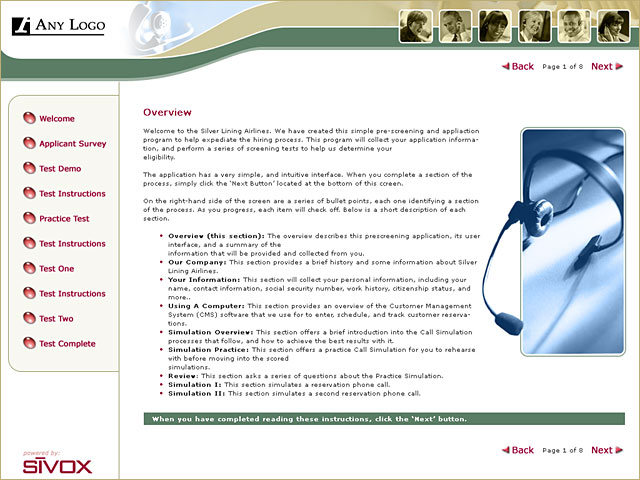 ANY LOGO
Back Page 1 of 8 Next
Welcome
Applicant Survey
Test Demo
Test Instructions
Practice Test
Test Instructions
Test One
Test Instructions
Test Two
Test Complete
Overview
Welcome to the Silver Lining Airlines. We have created this simple pre-screening and appliaction
program to help expediate the hiring process. This program will collect your application informa-
tion, and perform a series of screening tests to help us determine your
eligibility.
The application has a very simple, and intuitive interface. When you complete a section of the
process, simply click the 'Next Button' located at the bottom of this screen.
On the right-hand side of the screen are a series of bullet points, each one identifying a section
of the process. As you progress, each item will check off. Below is a short description of each
section.
• Overview (this section): The overview describes this prescreening application, its user
interface, and a summary of the
information that will be provided and collected from you.
• Our Company: This section provides a brief history and some information about Silver
Lining Airlines.
• Your Information: This section will collect your personal information, including your
name, contact information, social security number, work history, citizenship status, and
more..
• Using A Computer: This section provides an overview of the Customer Management
System (CMS) software that we use for to enter, schedule, and track customer reserva-
tions.
• Simulation Overview: This section offers a brief introduction into the Call Simulation
processes that follow, and how to achieve the best results with it.
• Simulation Practice: This section offers a practice Call Simulation for you to rehearse
with before moving into the scored
simulations.
• Review: This section asks a series of questions about the Practice Simulation.
• Simulation I: This section simulates a reservation phone call.
• Simulation II: This section simulates a second reservation phone call.
When you have completed reading these instructions, click the 'Next' button.
Back Page 1 of 8 Next
powered by:
SIVOX